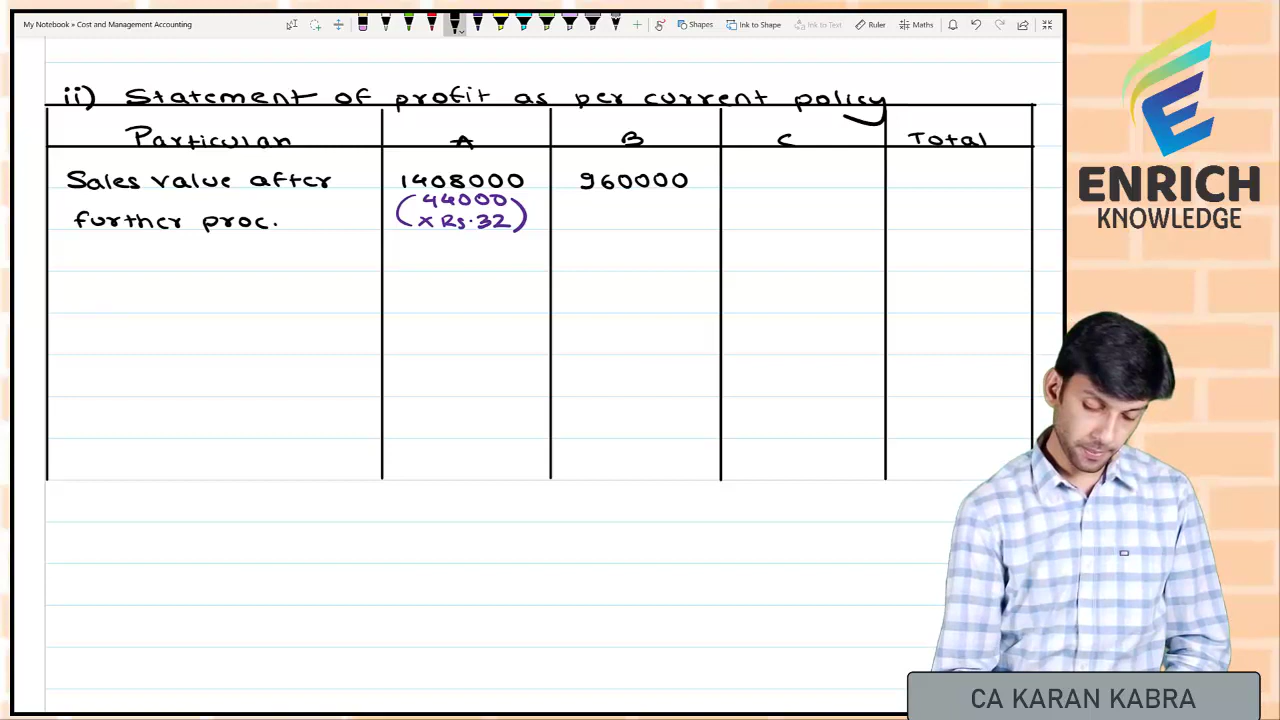 My Notebook » Cost and Management Accounting
Shapes Ink to Shape Ink to Text Ruler Maths
ii) Statement of profit as per current policy
Particular A B C Total
Sales value after 1408000 960000
further proc. (44000
× Rs. 32)
ENRICH
KNOWLEDGE
CA KARAN KABRA